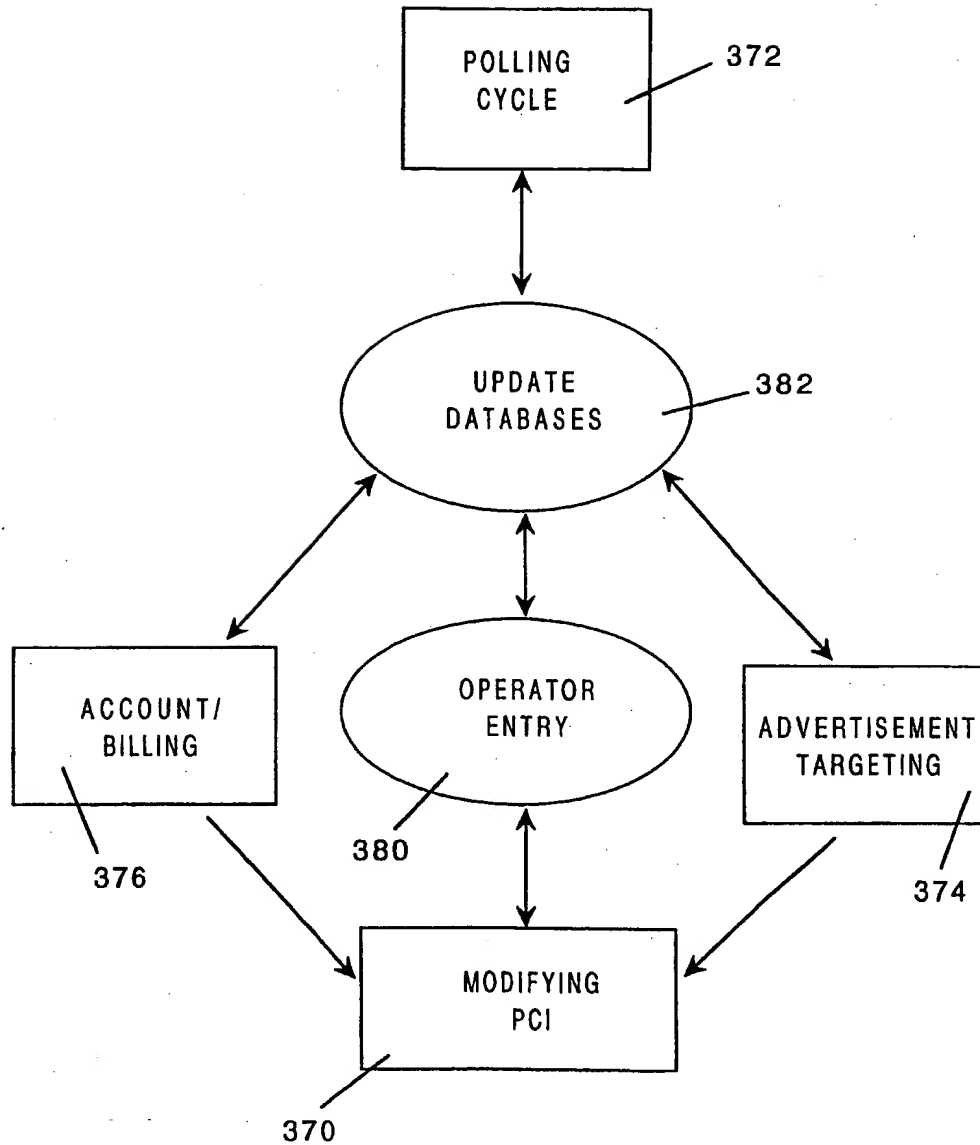 POLLING
CYCLE
372
UPDATE
DATABASES
382
ACCOUNT/
BILLING
376
OPERATOR
ENTRY
380
ADVERTISEMENT
TARGETING
374
MODIFYING
PCI
370